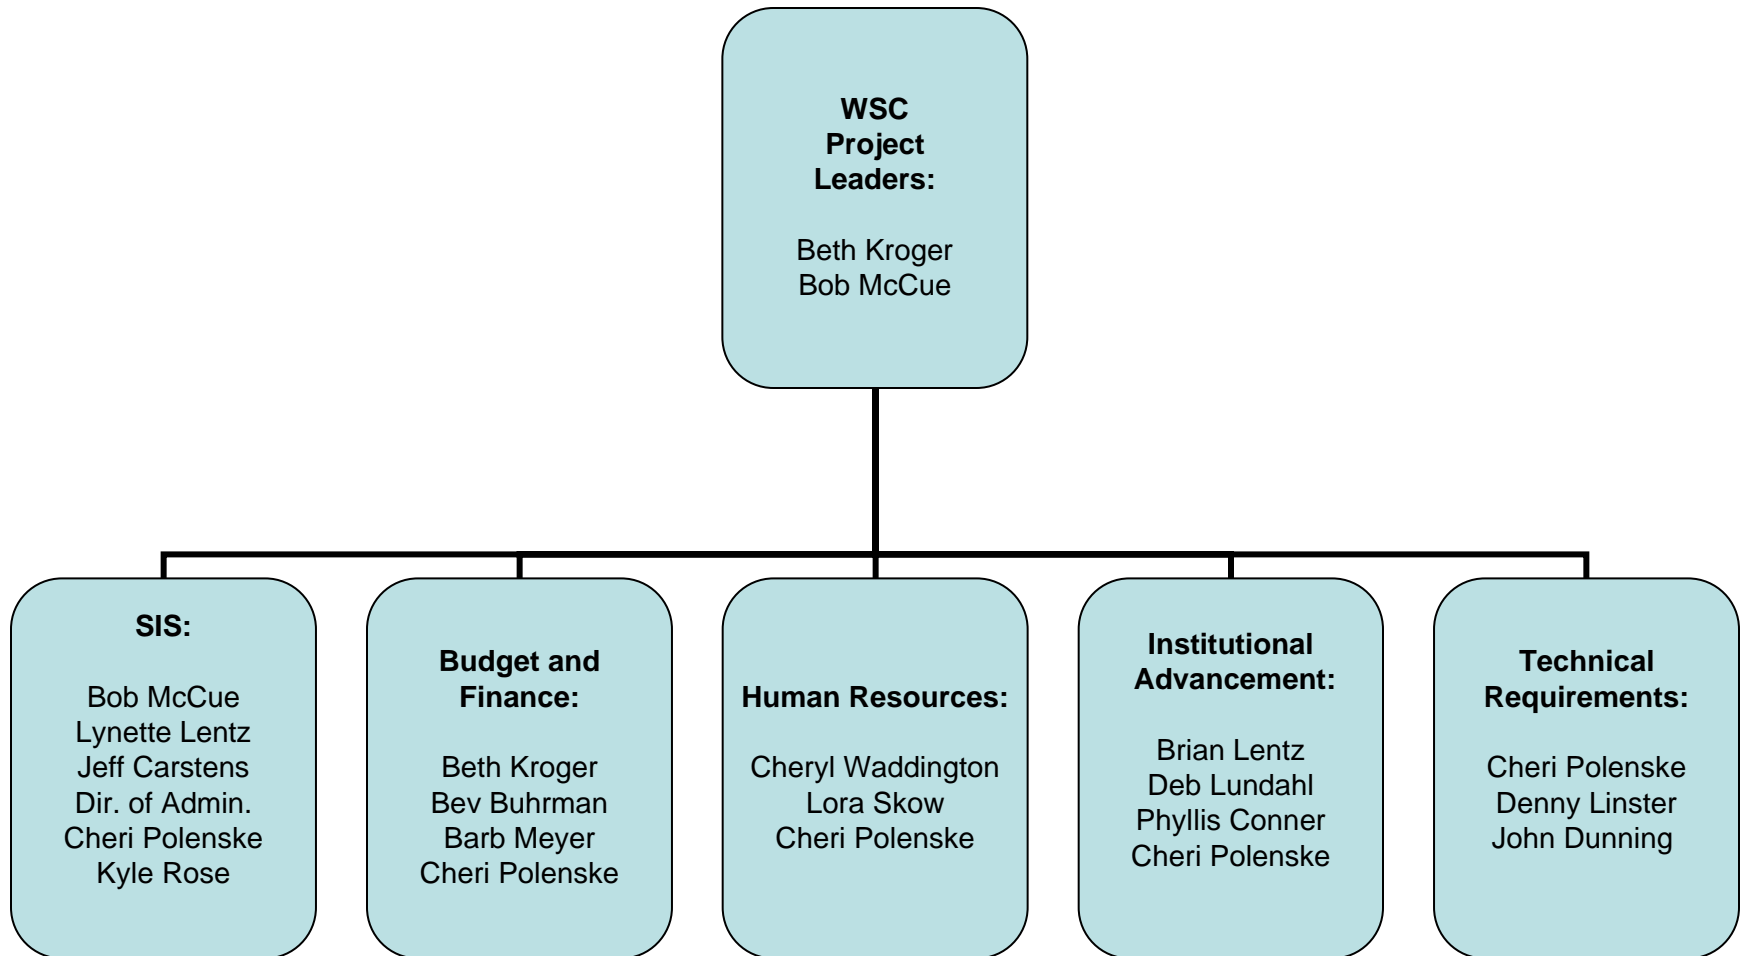 WSC
Project
Leaders:
Beth Kroger
Bob McCue
SIS:
Bob McCue
Lynette Lentz
Jeff Carstens
Dir. of Admin.
Cheri Polenske
Kyle Rose
Budget and
Finance:
Beth Kroger
Bev Buhrman
Barb Meyer
Cheri Polenske
Human Resources:
Cheryl Waddington
Lora Skow
Cheri Polenske
Institutional
Advancement:
Brian Lentz
Deb Lundahl
Phyllis Conner
Cheri Polenske
Technical
Requirements:
Cheri Polenske
Denny Linster
John Dunning